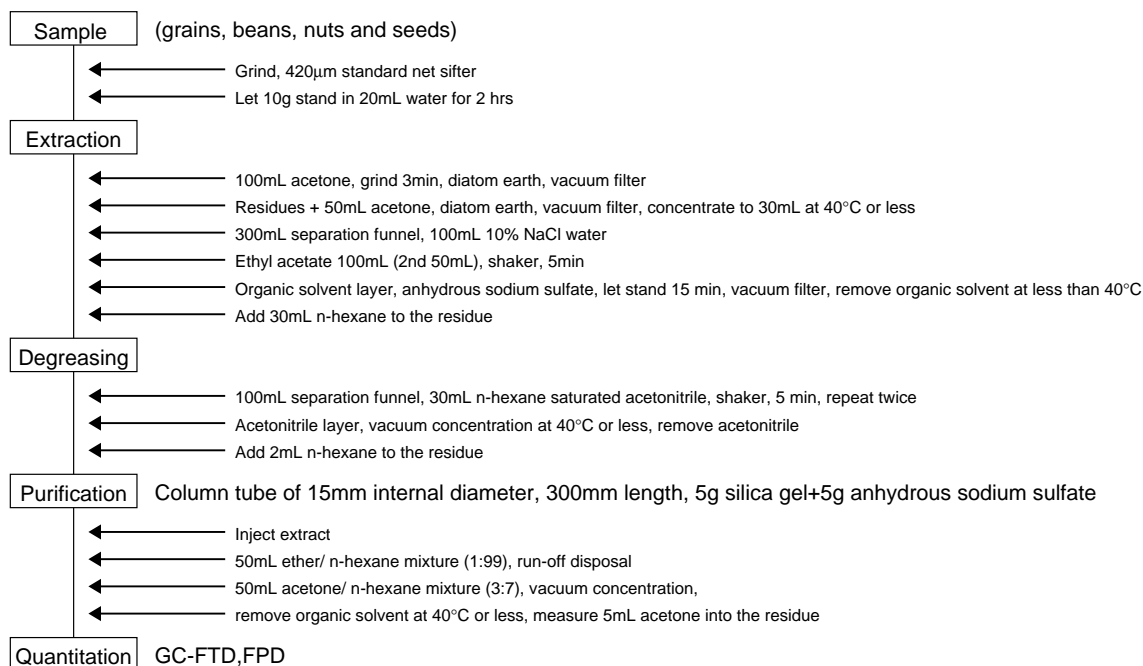 Sample (grains, beans, nuts and seeds)
Grind, 420μm standard net sifter
Let 10g stand in 20mL water for 2 hrs
Extraction
100mL acetone, grind 3min, diatom earth, vacuum filter
Residues + 50mL acetone, diatom earth, vacuum filter, concentrate to 30mL at 40°C or less
300mL separation funnel, 100mL 10% NaCl water
Ethyl acetate 100mL (2nd 50mL), shaker, 5min
Organic solvent layer, anhydrous sodium sulfate, let stand 15 min, vacuum filter, remove organic solvent at less than 40°C
Add 30mL n-hexane to the residue
Degreasing
100mL separation funnel, 30mL n-hexane saturated acetonitrile, shaker, 5 min, repeat twice
Acetonitrile layer, vacuum concentration at 40°C or less, remove acetonitrile
Add 2mL n-hexane to the residue
Purification Column tube of 15mm internal diameter, 300mm length, 5g silica gel+5g anhydrous sodium sulfate
Inject extract
50mL ether/ n-hexane mixture (1:99), run-off disposal
50mL acetone/ n-hexane mixture (3:7), vacuum concentration,
remove organic solvent at 40°C or less, measure 5mL acetone into the residue
Quantitation GC-FTD,FPD